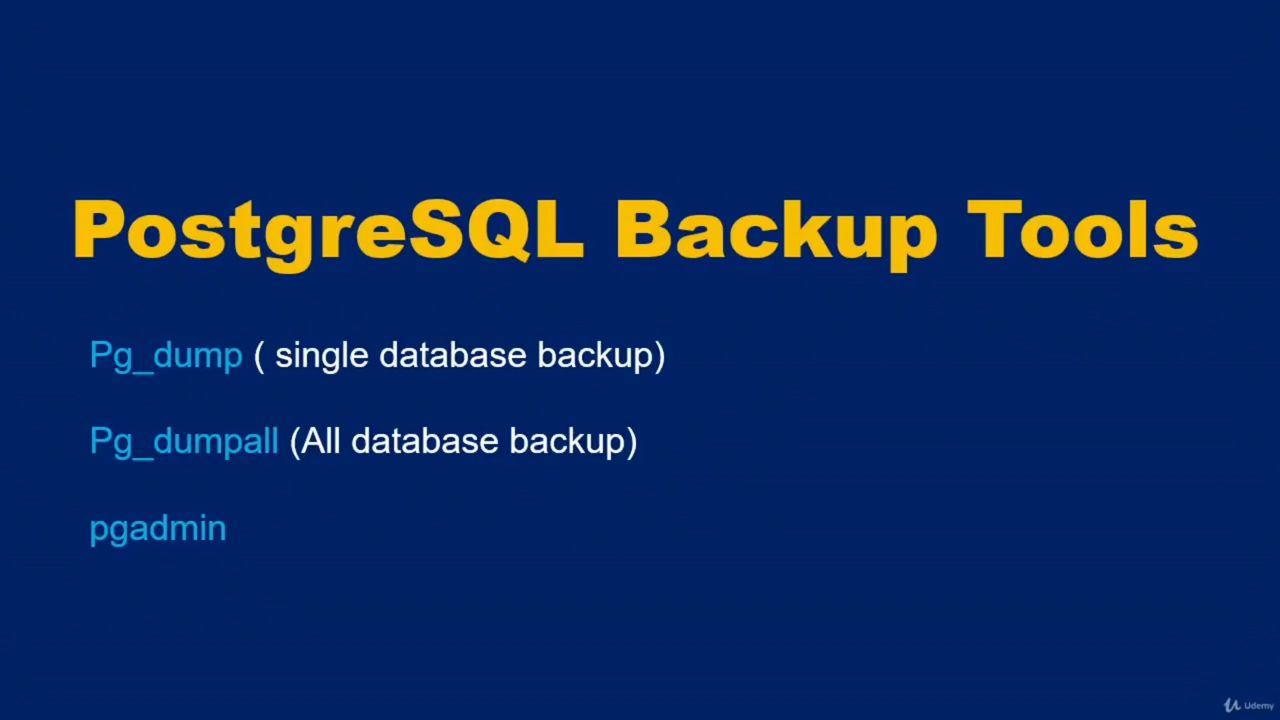 PostgreSQL Backup Tools
Pg_dump ( single database backup)
Pg_dumpall (All database backup)
pgadmin
Udemy